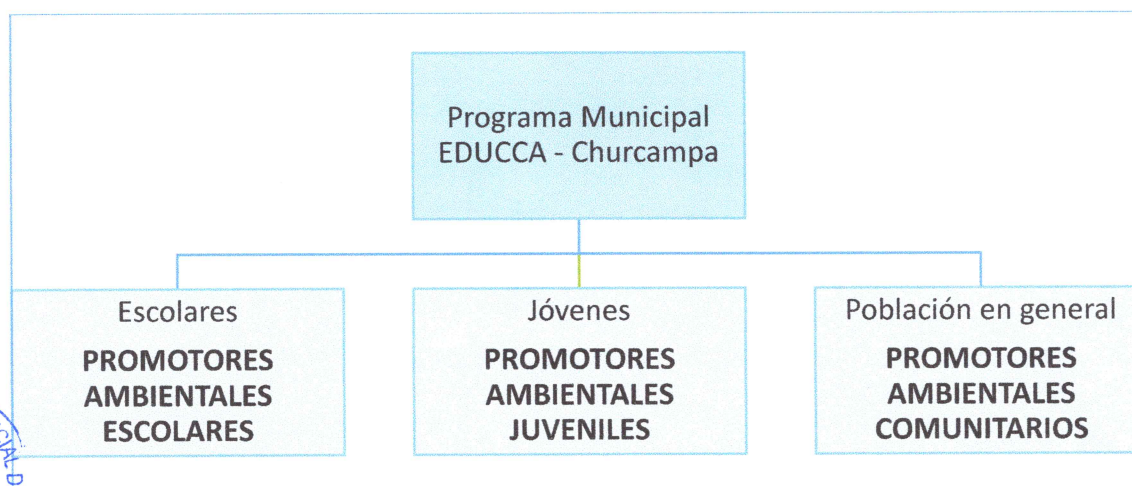 Programa Municipal
EDUCCA - Churcampa
Escolares
PROMOTORES
AMBIENTALES
ESCOLARES
Jóvenes
PROMOTORES
AMBIENTALES
JUVENILES
Población en general
PROMOTORES
AMBIENTALES
COMUNITARIOS